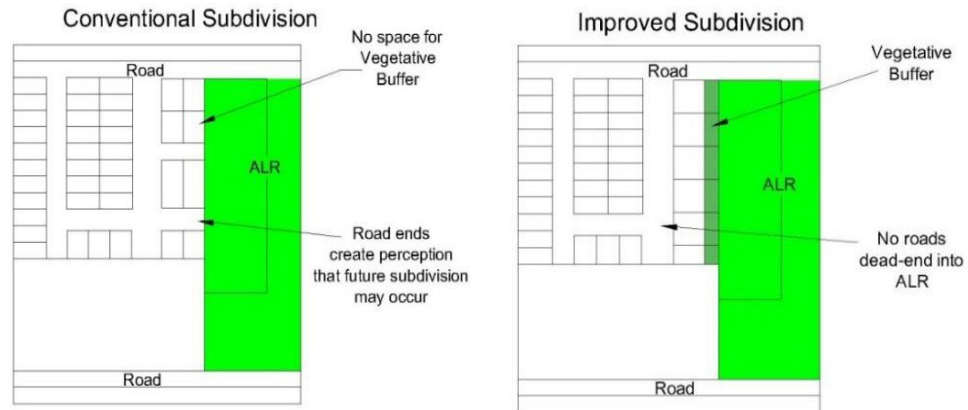 Conventional Subdivision
No space for
Vegetative
Buffer
Road
ALR
Road ends
create perception
that future subdivision
may occur
Road
Improved Subdivision
Vegetative
Buffer
Road
ALR
No roads
dead-end into
ALR
Road